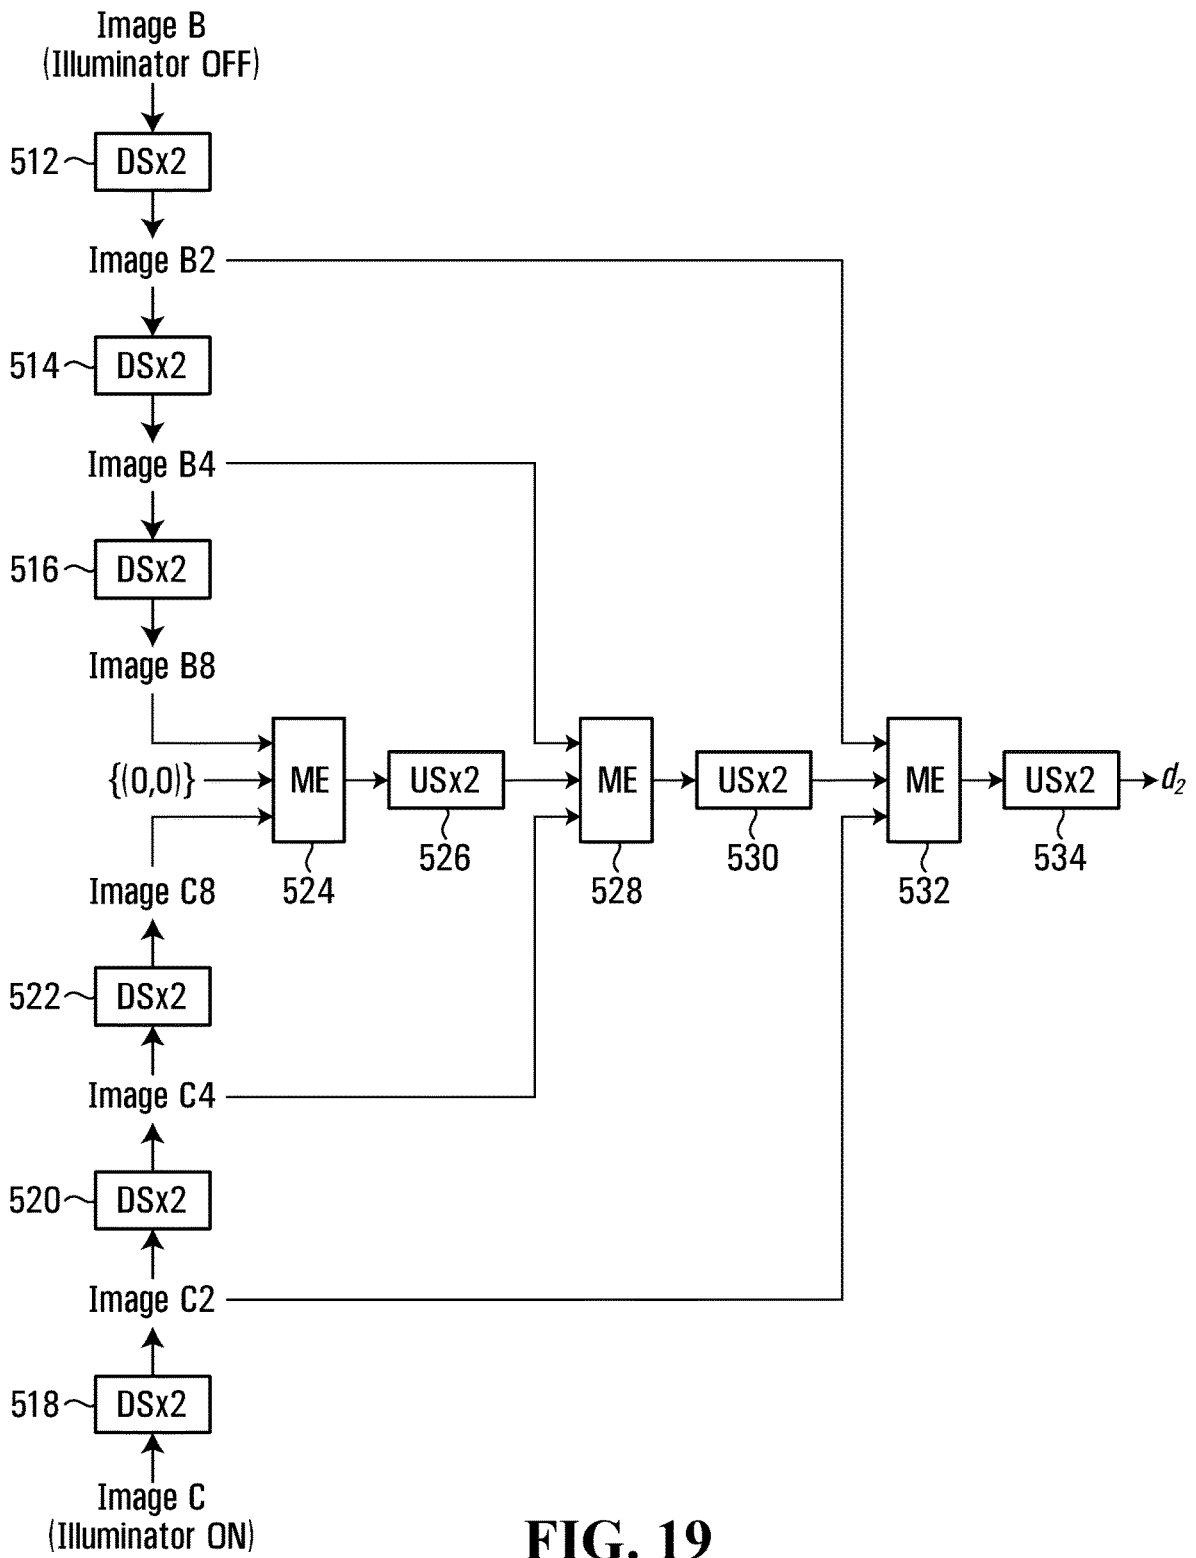 Image B
(Illuminator OFF)
512
DSx2
Image B2
514
DSx2
Image B4
516
DSx2
Image B8
{(0,0)}
ME
USx2
ME
USx2
ME
USx2
d2
524
526
528
530
532
534
Image C8
522
DSx2
Image C4
520
DSx2
Image C2
518
DSx2
Image C
(Illuminator ON)
FIG. 19